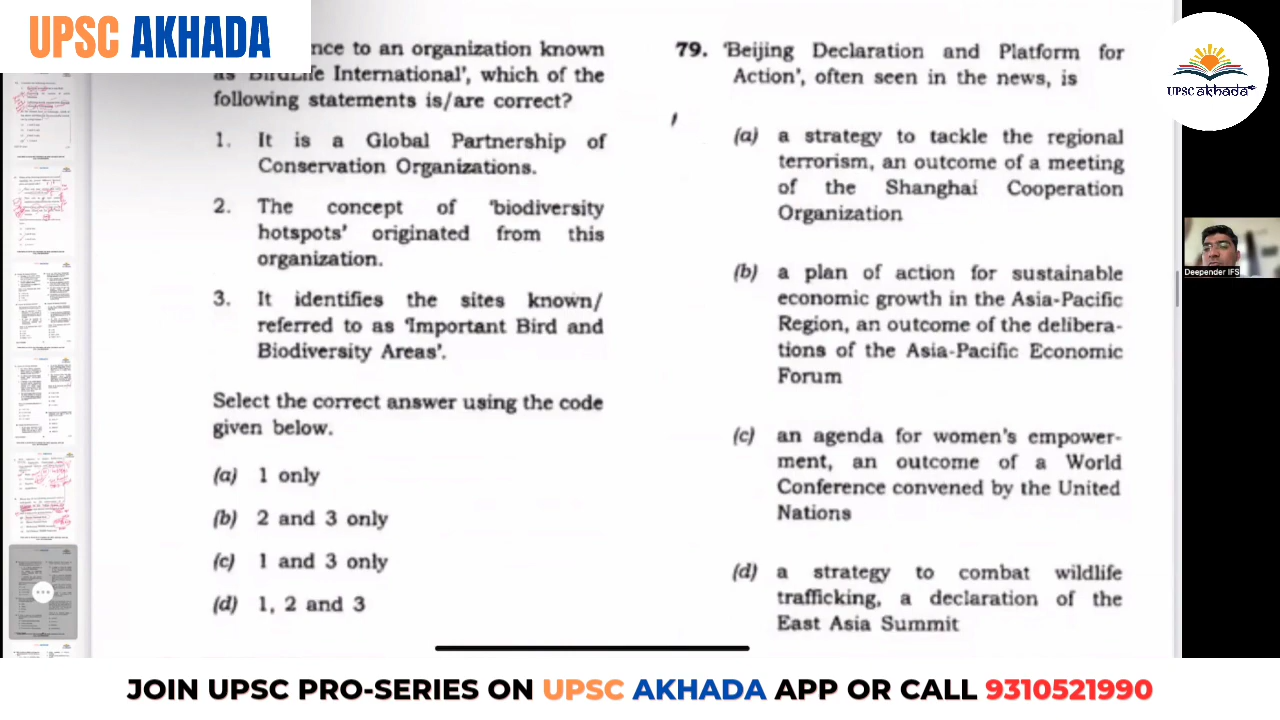 UPSC AKHADA
nce to an organization known
as 'BirdLife International', which of the
following statements is/are correct?
1. It is a Global Partnership of
Conservation Organizations.
2. The concept of 'biodiversity
hotspots' originated from this
organization.
3. It identifies the sites known/
referred to as 'Important Bird and
Biodiversity Areas'.
Select the correct answer using the code
given below.
(a) 1 only
(b) 2 and 3 only
(c) 1 and 3 only
(d) 1, 2 and 3
79. 'Beijing Declaration and Platform for
Action', often seen in the news, is
(a) a strategy to tackle the regional
terrorism, an outcome of a meeting
of the Shanghai Cooperation
Organization
(b) a plan of action for sustainable
economic growth in the Asia-Pacific
Region, an outcome of the delibera-
tions of the Asia-Pacific Economic
Forum
(c) an agenda for women's empower-
ment, an outcome of a World
Conference convened by the United
Nations
(d) a strategy to combat wildlife
trafficking, a declaration of the
East Asia Summit
UPSC akhada
Deepender IFS
JOIN UPSC PRO-SERIES ON UPSC AKHADA APP OR CALL 9310521990